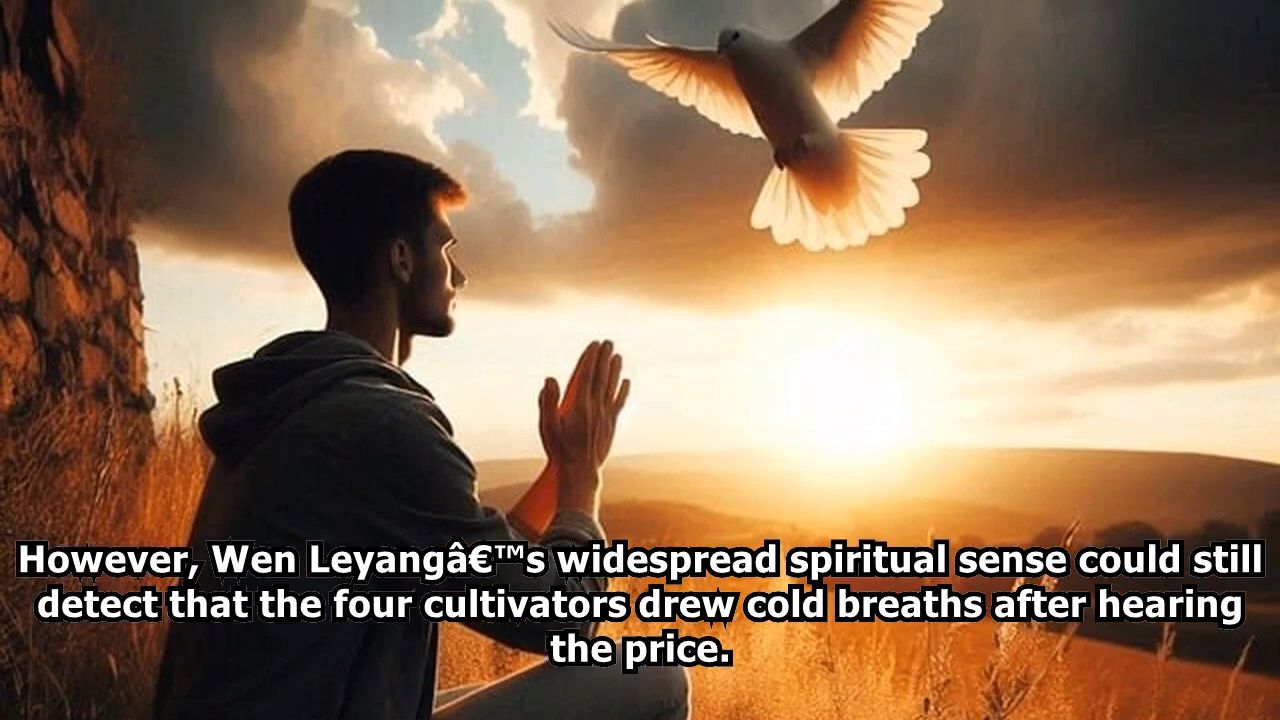 However, Wen Leyangâ€™s widespread spiritual sense could still
detect that the four cultivators drew cold breaths after hearing
the price.